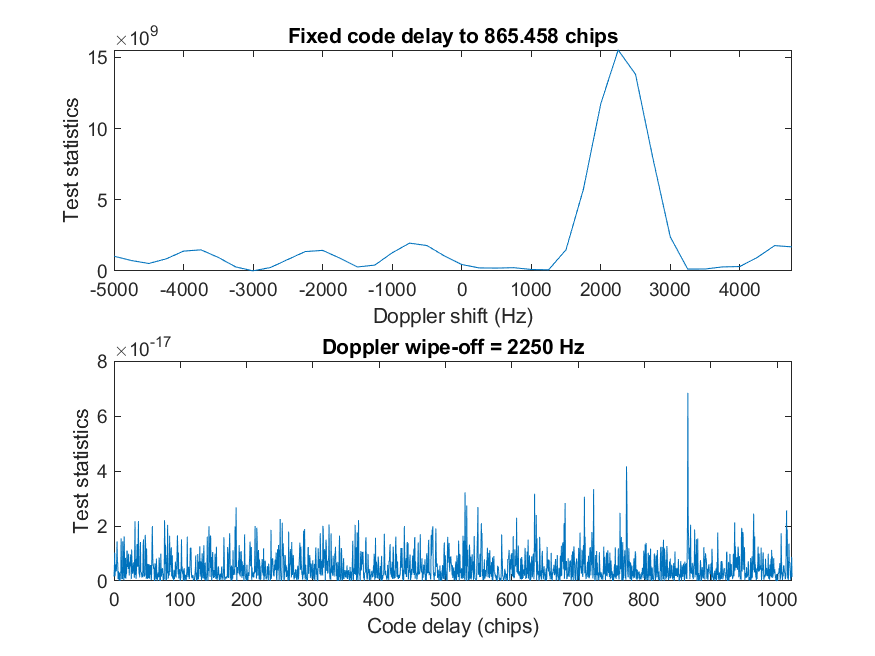 ×10^9
Fixed code delay to 865.458 chips
15
10
5
0
Test statistics
-5000 -4000 -3000 -2000 -1000 0 1000 2000 3000 4000
Doppler shift (Hz)
×10^-17
Doppler wipe-off = 2250 Hz
8
6
4
2
0
Test statistics
0 100 200 300 400 500 600 700 800 900 1000
Code delay (chips)